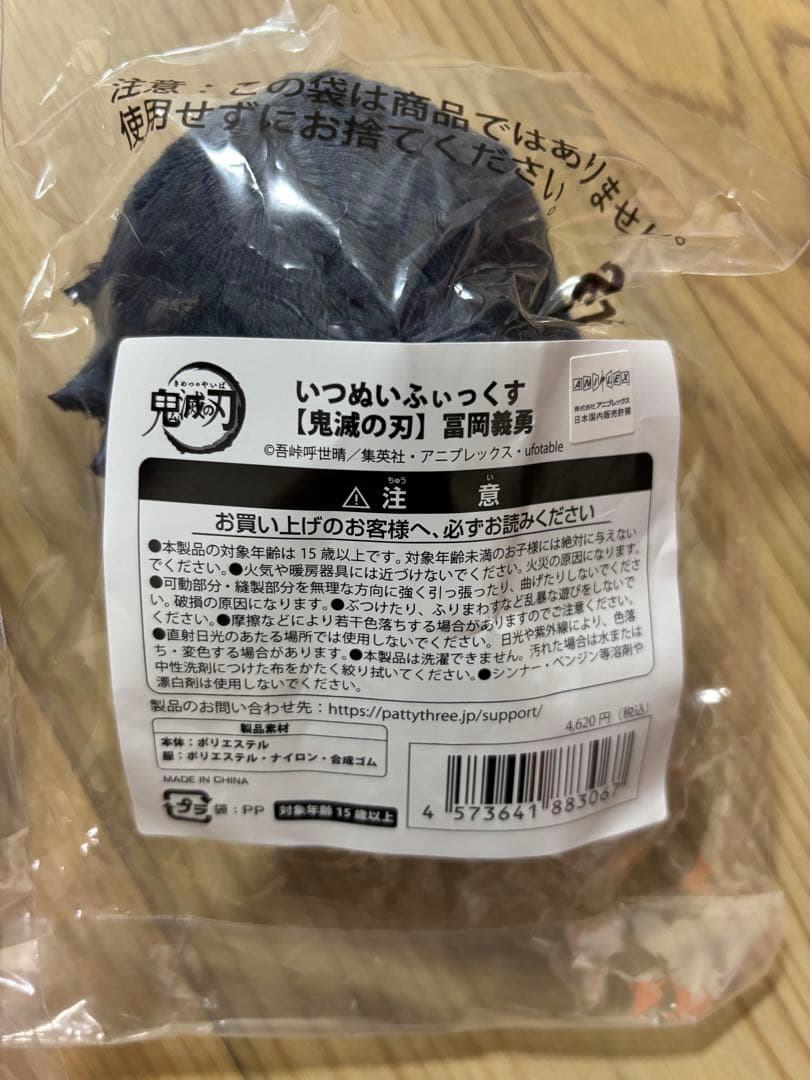 注意：この袋は商品ではありません。
使用せずにお捨てください。
きめつのやいば
鬼滅の刃
いつぬいふぃっくす
【鬼滅の刃】冨岡義勇
©吾峠呼世晴／集英社・アニプレックス・ufotable
ANIPLEX
株式会社アニプレックス
日本国内販売許諾
ちゅう い
⚠注 意
お買い上げのお客様へ、必ずお読みください
●本製品の対象年齢は15歳以上です。対象年齢未満のお子様には絶対に与えない
でください。●火気や暖房器具には近づけないでください。火災の原因になります。
●可動部分・縫製部分を無理な方向に強く引っ張ったり、曲げたりしないでくださ
い。破損の原因になります。●ぶつけたり、ふりまわすなど乱暴な遊びをしないで
ください。●摩擦などにより若干色落ちする場合がありますのでご注意ください。
●直射日光のあたる場所では使用しないでください。日光や紫外線により、色落
ち・変色する場合があります。●本製品は洗濯できません。汚れた場合は水または
中性洗剤につけた布をかたく絞り拭いてください。●シンナー・ベンジン等溶剤や
漂白剤は使用しないでください。
製品のお問い合わせ先：https://pattythree.jp/support/
製品素材
本体：ポリエステル
服：ポリエステル・ナイロン・合成ゴム
4,620円（税込）
MADE IN CHINA
プラ 袋：PP
対象年齢15歳以上
4 573641 883067